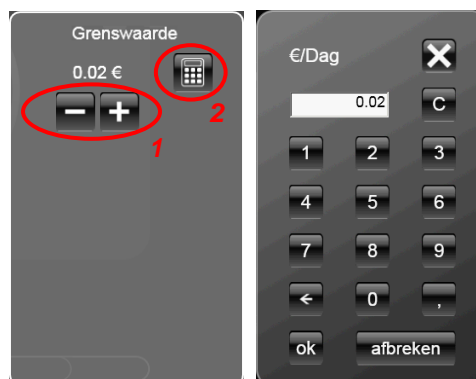 Grenswaarde
0.02 €
- +
1
2
€/Dag
X
0.02
C
1 2 3
4 5 6
7 8 9
← 0 ,
ok afbreken